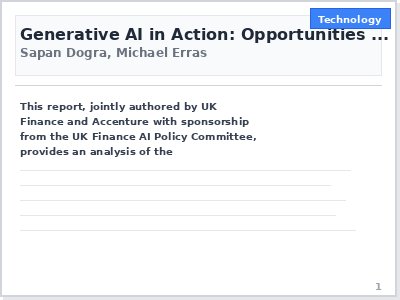 Technology
Generative AI in Action: Opportunities ...
Sapan Dogra, Michael Erras
This report, jointly authored by UK
Finance and Accenture with sponsorship
from the UK Finance AI Policy Committee,
provides an analysis of the
1